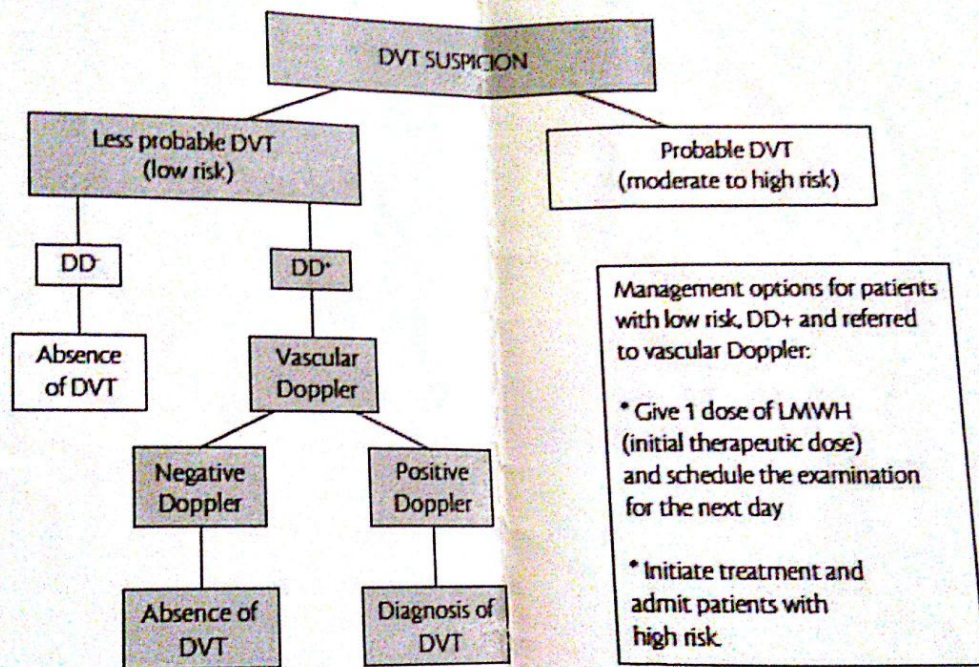 DVT SUSPICION
Less probable DVT
(low risk)
Probable DVT
(moderate to high risk)
DD-
DD+
Absence
of DVT
Vascular
Doppler
Negative
Doppler
Positive
Doppler
Absence of
DVT
Diagnosis of
DVT
Management options for patients
with low risk, DD+ and referred
to vascular Doppler:
* Give 1 dose of LMWH
(initial therapeutic dose)
and schedule the examination
for the next day
* Initiate treatment and
admit patients with
high risk.